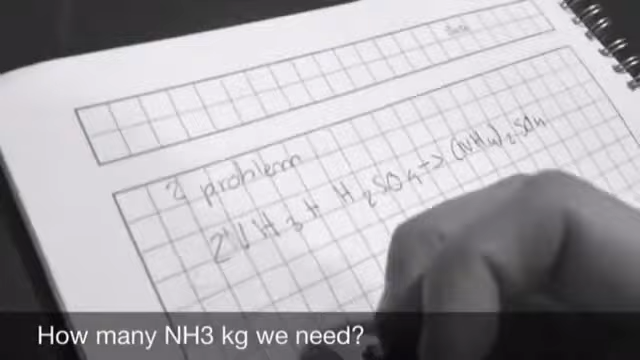 2 problem
2NH3 + H2SO4 → (NH4)2SO4
How many NH3 kg we need?